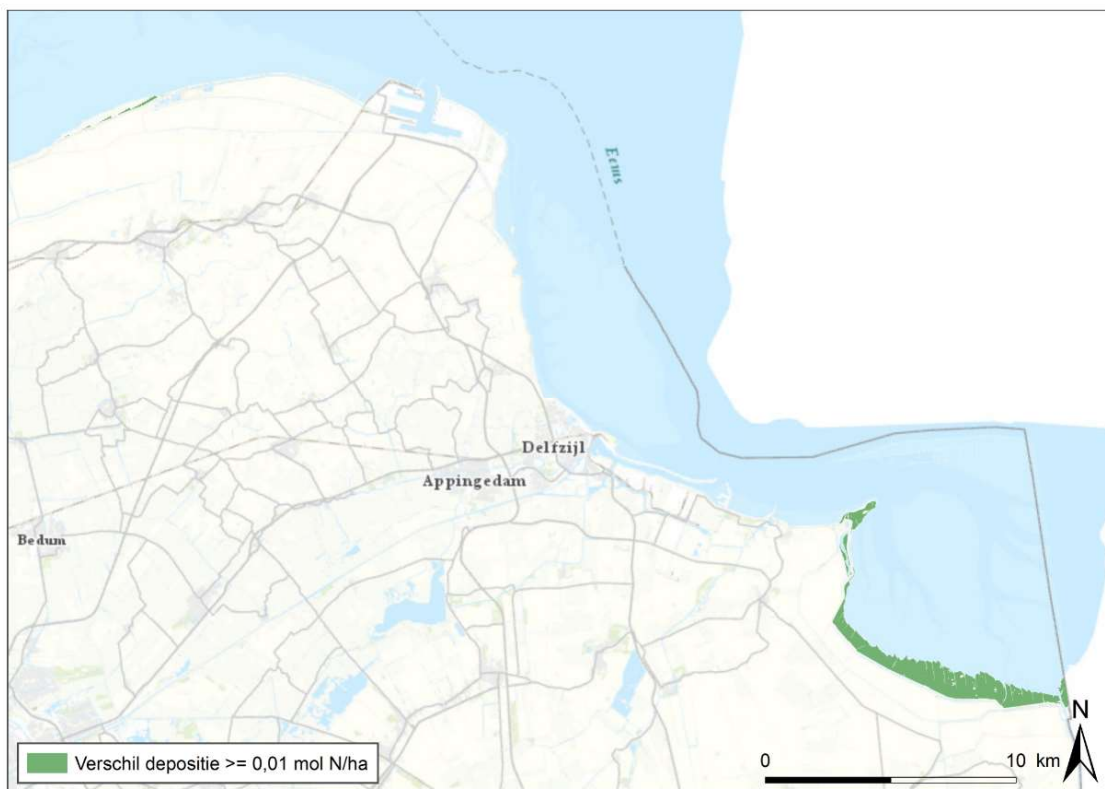 Eems
Delfzijl
Appingedam
Bedum
N
Verschil depositie >= 0,01 mol N/ha
0 10 km